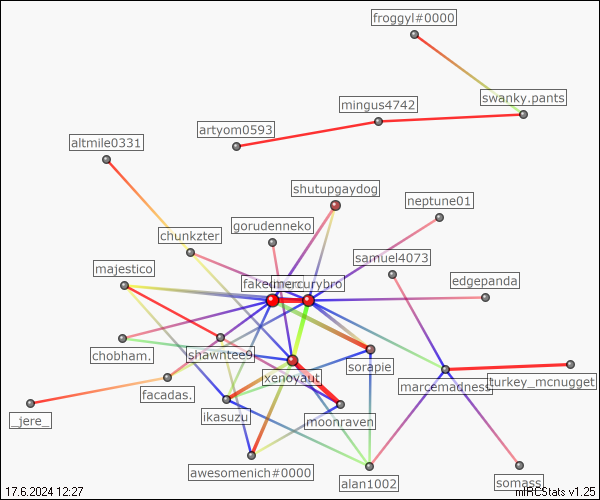 froggyl#0000
swanky.pants
mingus4742
artyom0593
altmile0331
shutupgaydog
neptune01
gorudenneko
chunkzter
samuel4073
majestico
edgepanda
mercurybro
chobham.
shawntee9
sorapie
xenoyaut
marcemadness
turkey_mcnugget
facadas.
_jere_
ikasuzu
moonraven
awesomenich#0000
alan1002
somass
17.6.2024 12:27
mIRCStats v1.25